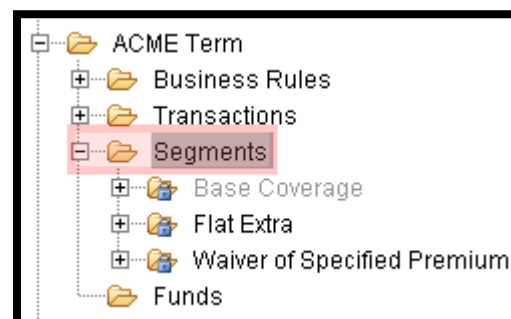 ACME Term
Business Rules
Transactions
Segments
Base Coverage
Flat Extra
Waiver of Specified Premium
Funds